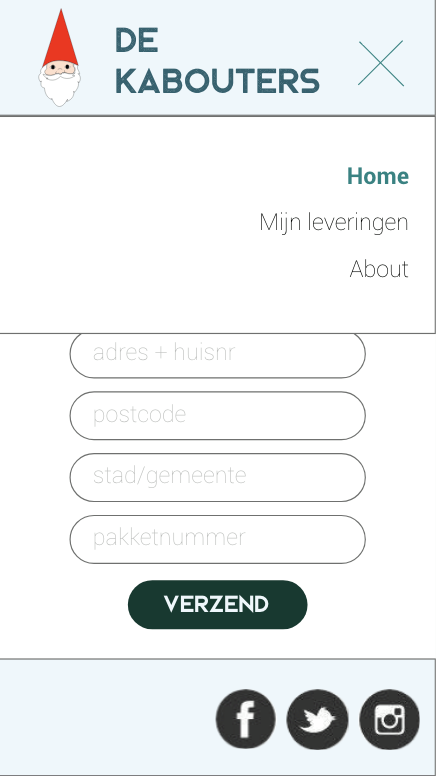 DE
KABOUTERS
Home
Mijn leveringen
About
adres + huisnr
postcode
stad/gemeente
pakketnummer
VERZEND